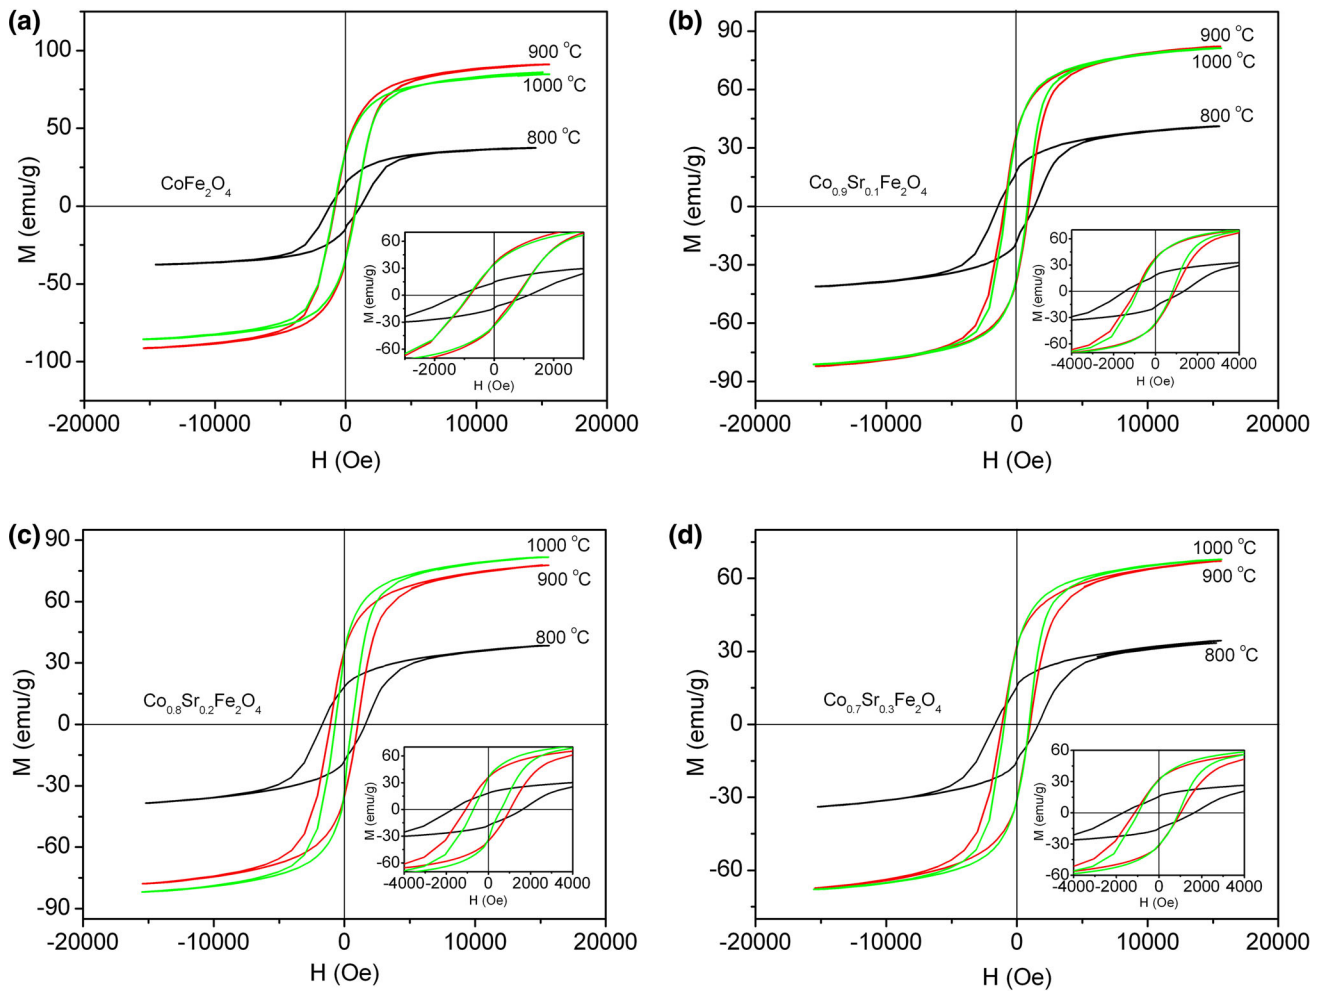 (a)
100
50
0
-50
-100
M (emu/g)
900 °C
1000 °C
800 °C
CoFe₂O₄
60
30
0
-30
-60
M (emu/g)
-2000 0 2000
H (Oe)
-20000 -10000 0 10000 20000
H (Oe)
(b)
90
60
30
0
-30
-60
-90
M (emu/g)
900 °C
1000 °C
800 °C
Co₀.₉Sr₀.₁Fe₂O₄
60
30
0
-30
-60
M (emu/g)
-4000 -2000 0 2000 4000
H (Oe)
-20000 -10000 0 10000 20000
H (Oe)
(c)
90
60
30
0
-30
-60
-90
M (emu/g)
1000 °C
900 °C
800 °C
Co₀.₈Sr₀.₂Fe₂O₄
60
30
0
-30
-60
M (emu/g)
-4000 -2000 0 2000 4000
H (Oe)
-20000 -10000 0 10000 20000
H (Oe)
(d)
60
30
0
-30
-60
M (emu/g)
1000 °C
900 °C
800 °C
Co₀.₇Sr₀.₃Fe₂O₄
60
30
0
-30
-60
M (emu/g)
-4000 -2000 0 2000 4000
H (Oe)
-20000 -10000 0 10000 20000
H (Oe)